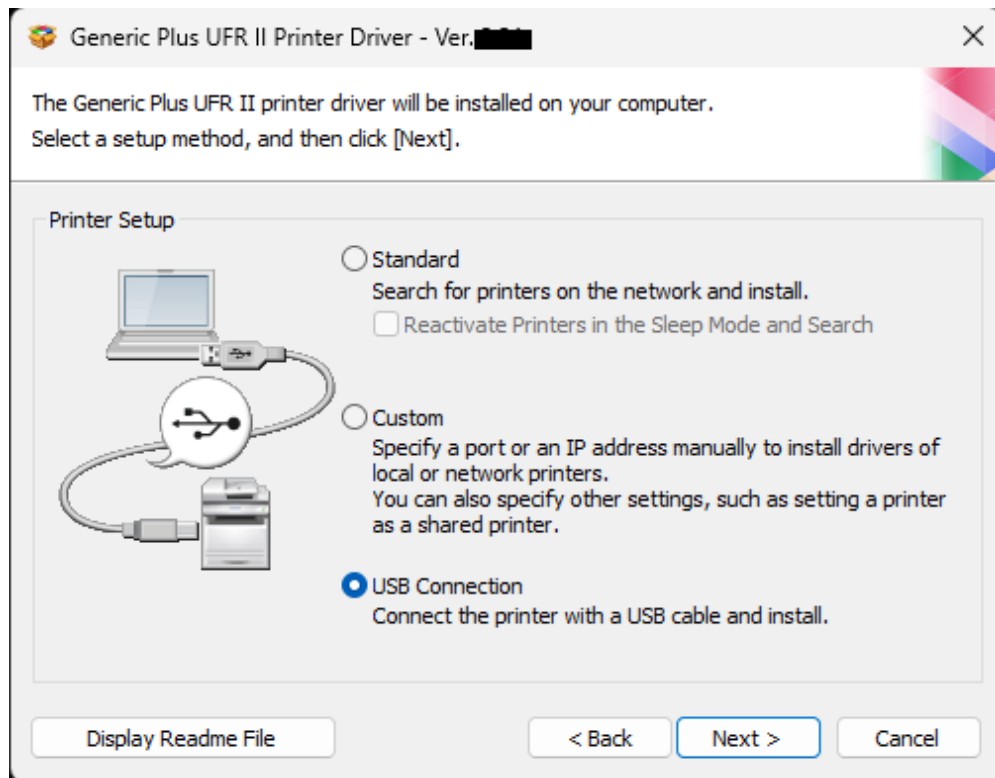 Generic Plus UFR II Printer Driver - Ver.
The Generic Plus UFR II printer driver will be installed on your computer.
Select a setup method, and then click [Next].
Printer Setup
Standard
Search for printers on the network and install.
Reactivate Printers in the Sleep Mode and Search
Custom
Specify a port or an IP address manually to install drivers of
local or network printers.
You can also specify other settings, such as setting a printer
as a shared printer.
USB Connection
Connect the printer with a USB cable and install.
Display Readme File
< Back
Next >
Cancel